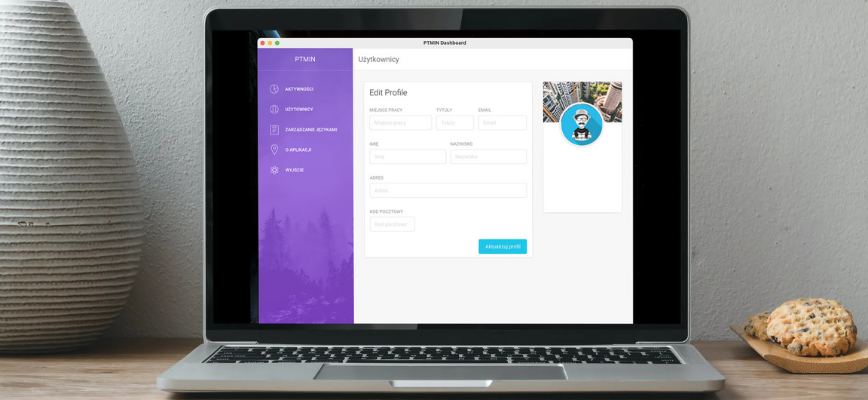 PTMIN Dashboard
PTMIN
Użytkownicy
AKTYWNOŚCI
UŻYTOWNICY
ZARZĄDZANIE JĘZYKAMI
O APLIKACJI
WYJŚCIE
Edit Profile
MIEJSCE PRACY TYTUŁY EMAIL
Miejsce pracy Tytuły Email
IMIĘ NAZWISKO
Imię Nazwisko
ADRES
Adres
KOD POCZTOWY
Kod pocztowy
Aktualizuj profil